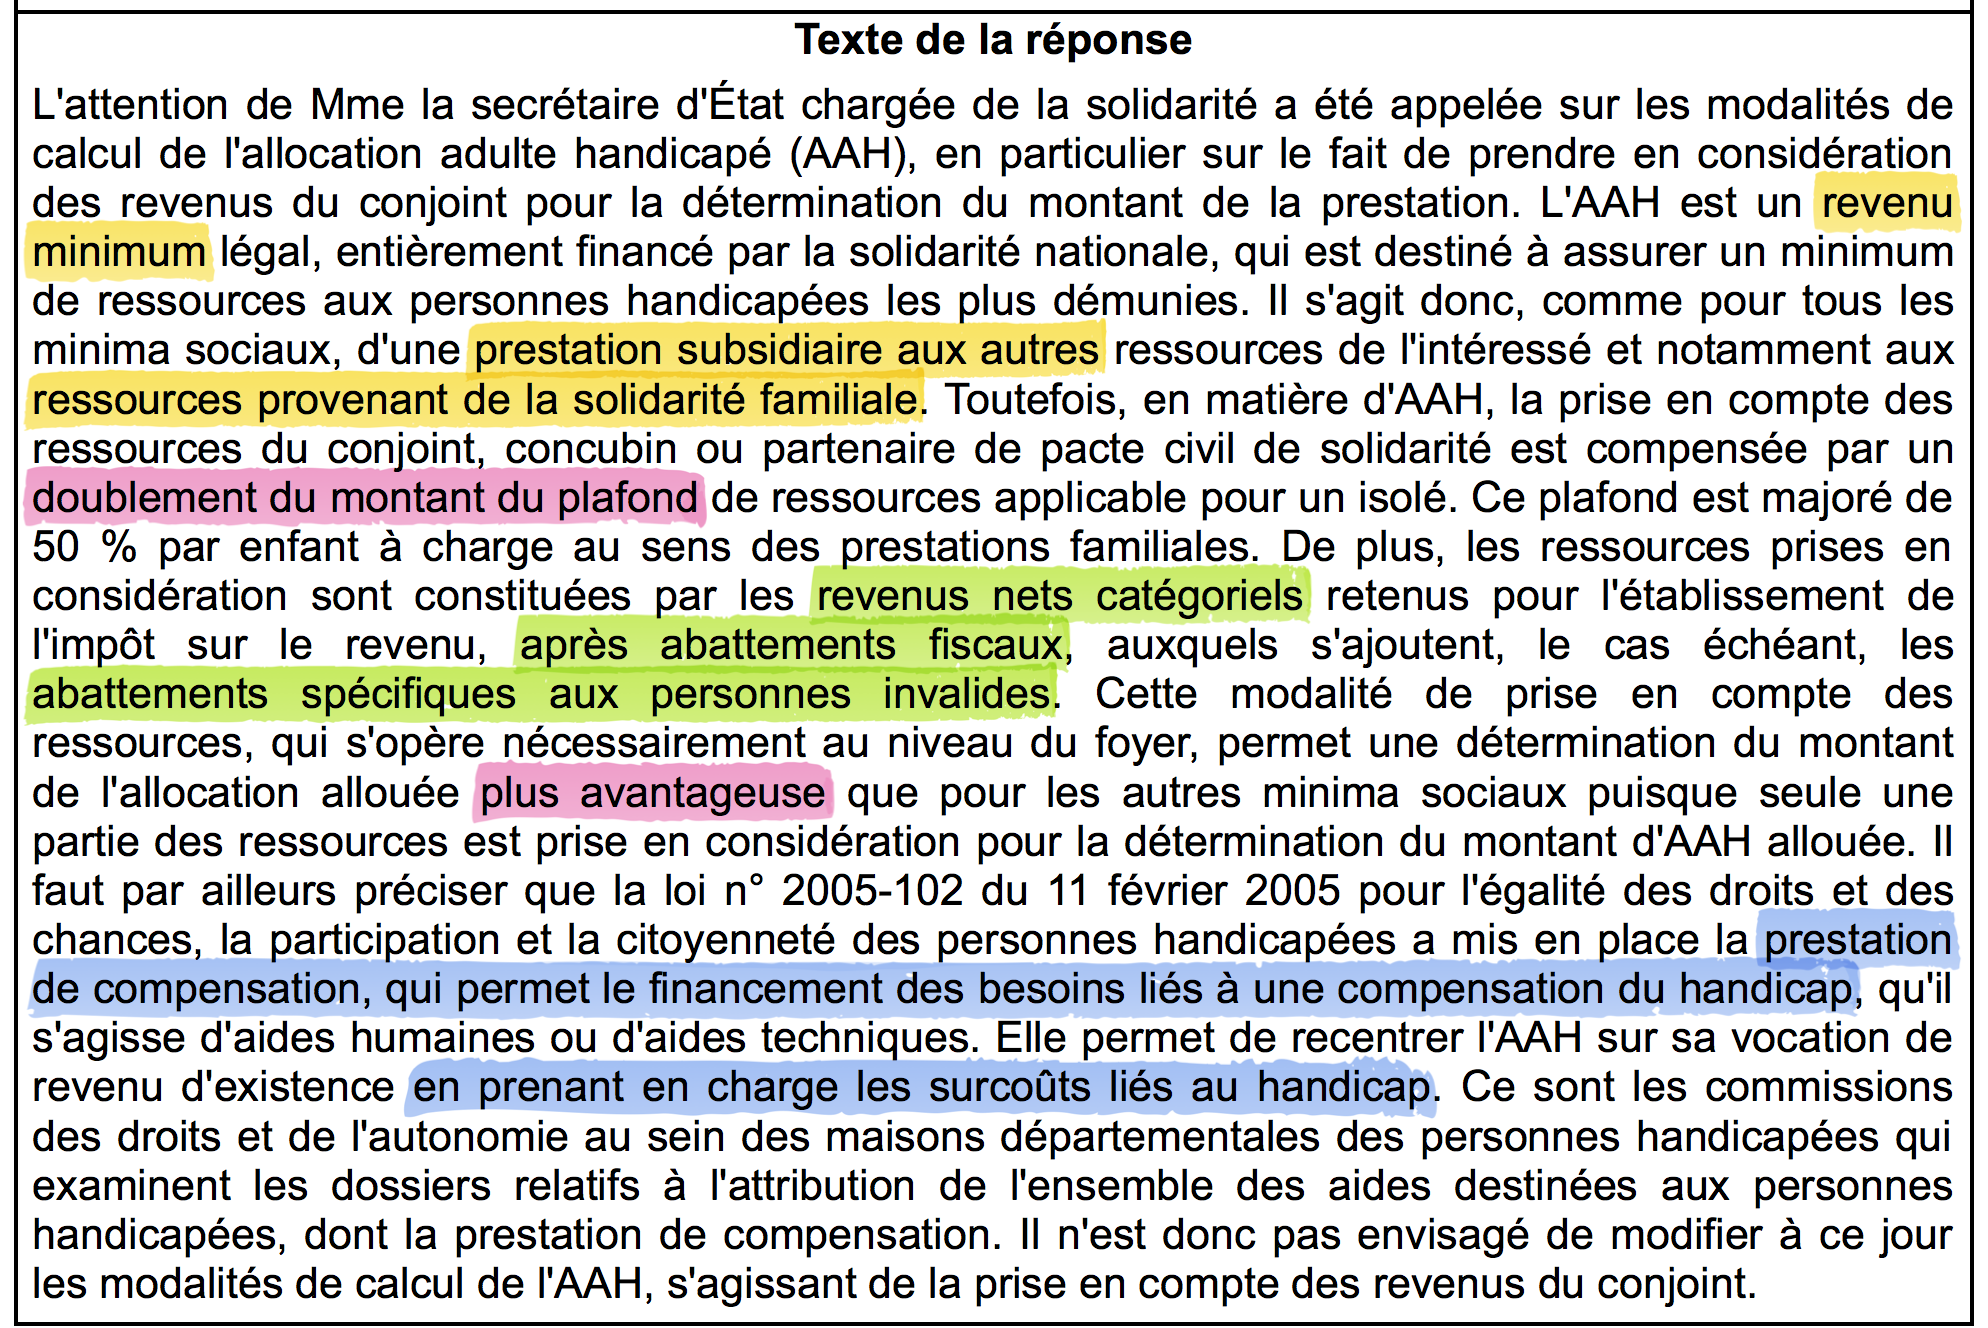 Texte de la réponse
L'attention de Mme la secrétaire d'État chargée de la solidarité a été appelée sur les modalités de
calcul de l'allocation adulte handicapé (AAH), en particulier sur le fait de prendre en considération
des revenus du conjoint pour la détermination du montant de la prestation. L'AAH est un revenu
minimum légal, entièrement financé par la solidarité nationale, qui est destiné à assurer un minimum
de ressources aux personnes handicapées les plus démunies. Il s'agit donc, comme pour tous les
minima sociaux, d'une prestation subsidiaire aux autres ressources de l'intéressé et notamment aux
ressources provenant de la solidarité familiale. Toutefois, en matière d'AAH, la prise en compte des
ressources du conjoint, concubin ou partenaire de pacte civil de solidarité est compensée par un
doublement du montant du plafond de ressources applicable pour un isolé. Ce plafond est majoré de
50 % par enfant à charge au sens des prestations familiales. De plus, les ressources prises en
considération sont constituées par les revenus nets catégoriels retenus pour l'établissement de
l'impôt sur le revenu, après abattements fiscaux, auxquels s'ajoutent, le cas échéant, les
abattements spécifiques aux personnes invalides. Cette modalité de prise en compte des
ressources, qui s'opère nécessairement au niveau du foyer, permet une détermination du montant
de l'allocation allouée plus avantageuse que pour les autres minima sociaux puisque seule une
partie des ressources est prise en considération pour la détermination du montant d'AAH allouée. Il
faut par ailleurs préciser que la loi n° 2005-102 du 11 février 2005 pour l'égalité des droits et des
chances, la participation et la citoyenneté des personnes handicapées a mis en place la prestation
de compensation, qui permet le financement des besoins liés à une compensation du handicap, qu'il
s'agisse d'aides humaines ou d'aides techniques. Elle permet de recentrer l'AAH sur sa vocation de
revenu d'existence en prenant en charge les surcoûts liés au handicap. Ce sont les commissions
des droits et de l'autonomie au sein des maisons départementales des personnes handicapées qui
examinent les dossiers relatifs à l'attribution de l'ensemble des aides destinées aux personnes
handicapées, dont la prestation de compensation. Il n'est donc pas envisagé de modifier à ce jour
les modalités de calcul de l'AAH, s'agissant de la prise en compte des revenus du conjoint.